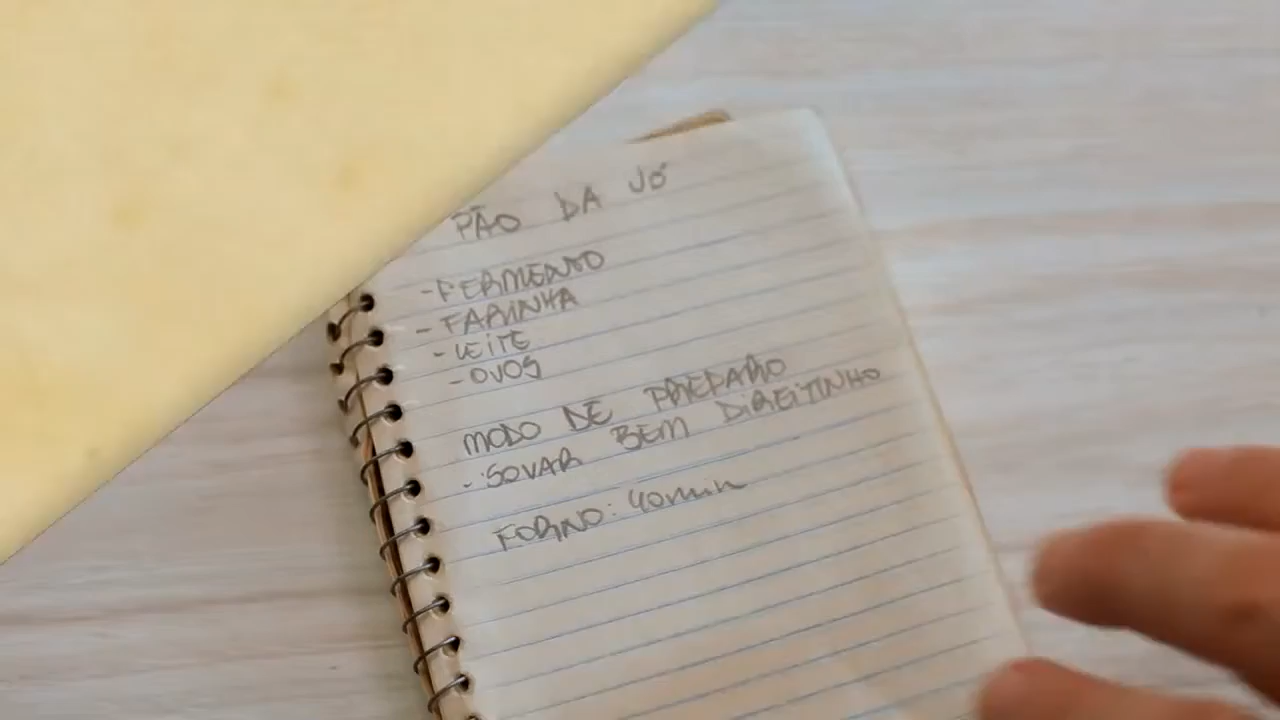 PÃO DA JÓ
-FERMENTO
-FARINHA
-LEITE
-OVOS
MODO DE PREPARO
.SOVAR BEM DIREITINHO
FORNO: 40min